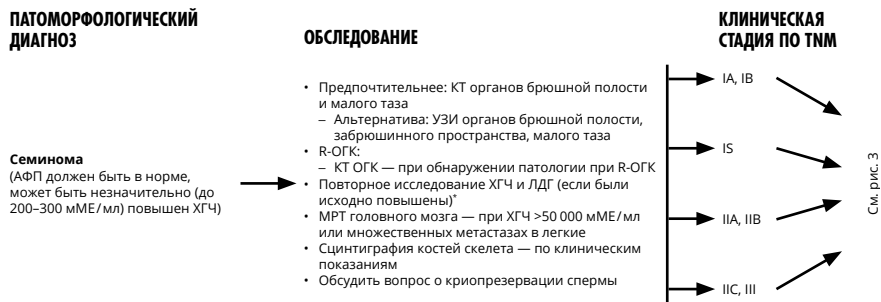 ПАТОМОРФОЛОГИЧЕСКИЙ
ДИАГНОЗ
ОБСЛЕДОВАНИЕ
КЛИНИЧЕСКАЯ
СТАДИЯ ПО TNM
Семинома
(АФП должен быть в норме,
может быть незначительно (до
200–300 мМЕ/мл) повышен ХГЧ)
• Предпочтительнее: КТ органов брюшной полости
и малого таза
– Альтернатива: УЗИ органов брюшной полости,
забрюшинного пространства, малого таза
• R-ОГК:
– КТ ОГК — при обнаружении патологии при R-ОГК
• Повторное исследование ХГЧ и ЛДГ (если были
исходно повышены)*
• МРТ головного мозга — при ХГЧ >50 000 мМЕ/мл
или множественных метастазах в легкие
• Сцинтиграфия костей скелета — по клиническим
показаниям
• Обсудить вопрос о криопрезервации спермы
IA, IB
IS
IIA, IIB
IIC, III
См. рис. 3